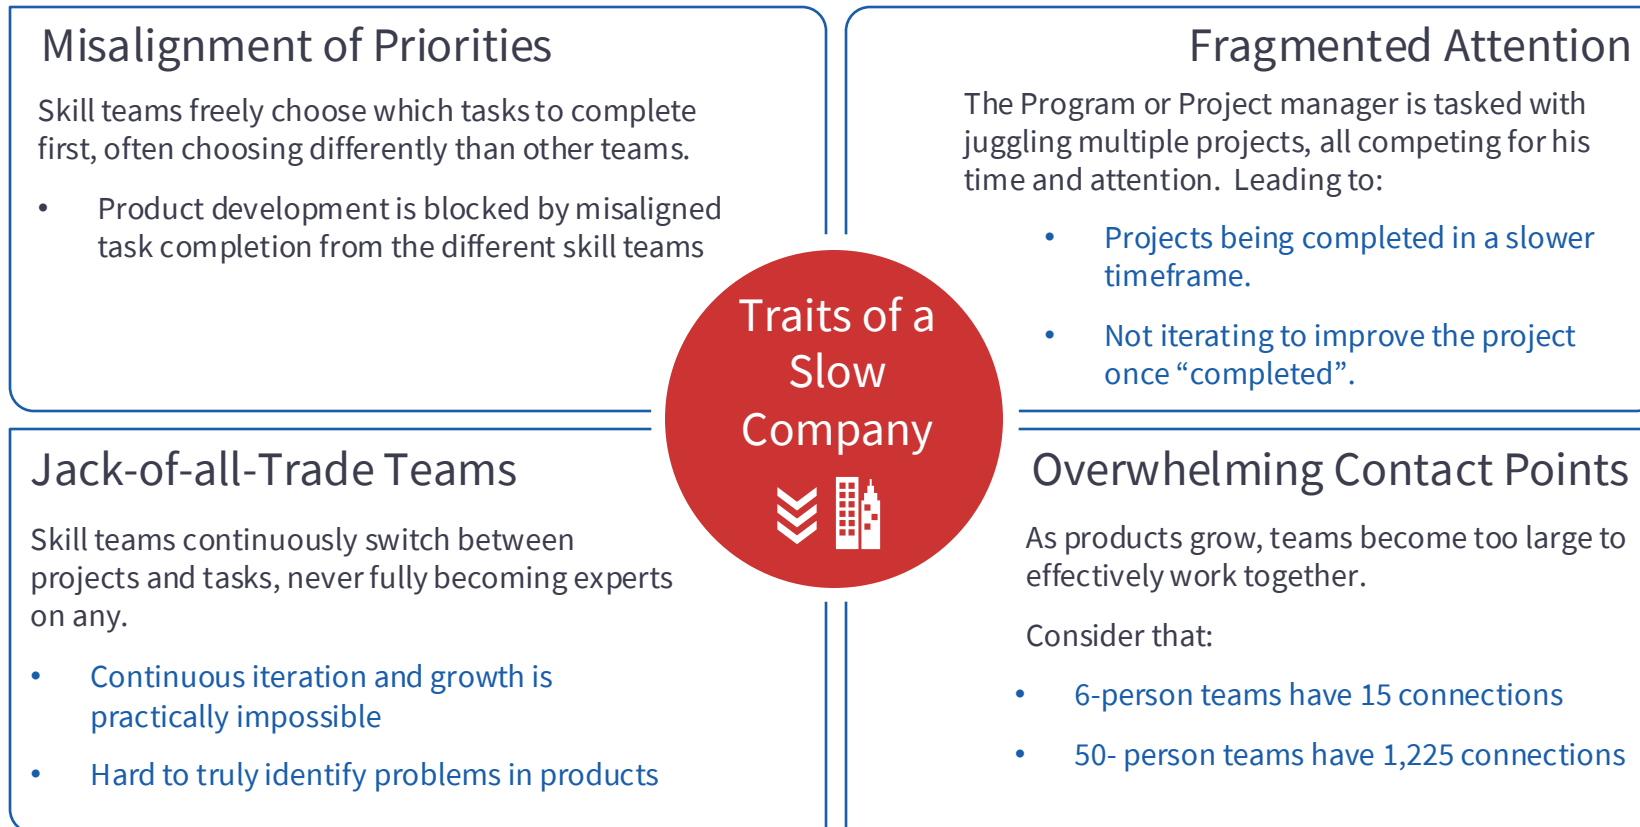 Misalignment of Priorities
Skill teams freely choose which tasks to complete
first, often choosing differently than other teams.
• Product development is blocked by misaligned
task completion from the different skill teams
Fragmented Attention
The Program or Project manager is tasked with
juggling multiple projects, all competing for his
time and attention. Leading to:
• Projects being completed in a slower
timeframe.
• Not iterating to improve the project
once “completed”.
Traits of a
Slow
Company
Jack-of-all-Trade Teams
Skill teams continuously switch between
projects and tasks, never fully becoming experts
on any.
• Continuous iteration and growth is
practically impossible
• Hard to truly identify problems in products
Overwhelming Contact Points
As products grow, teams become too large to
effectively work together.
Consider that:
• 6-person teams have 15 connections
• 50- person teams have 1,225 connections